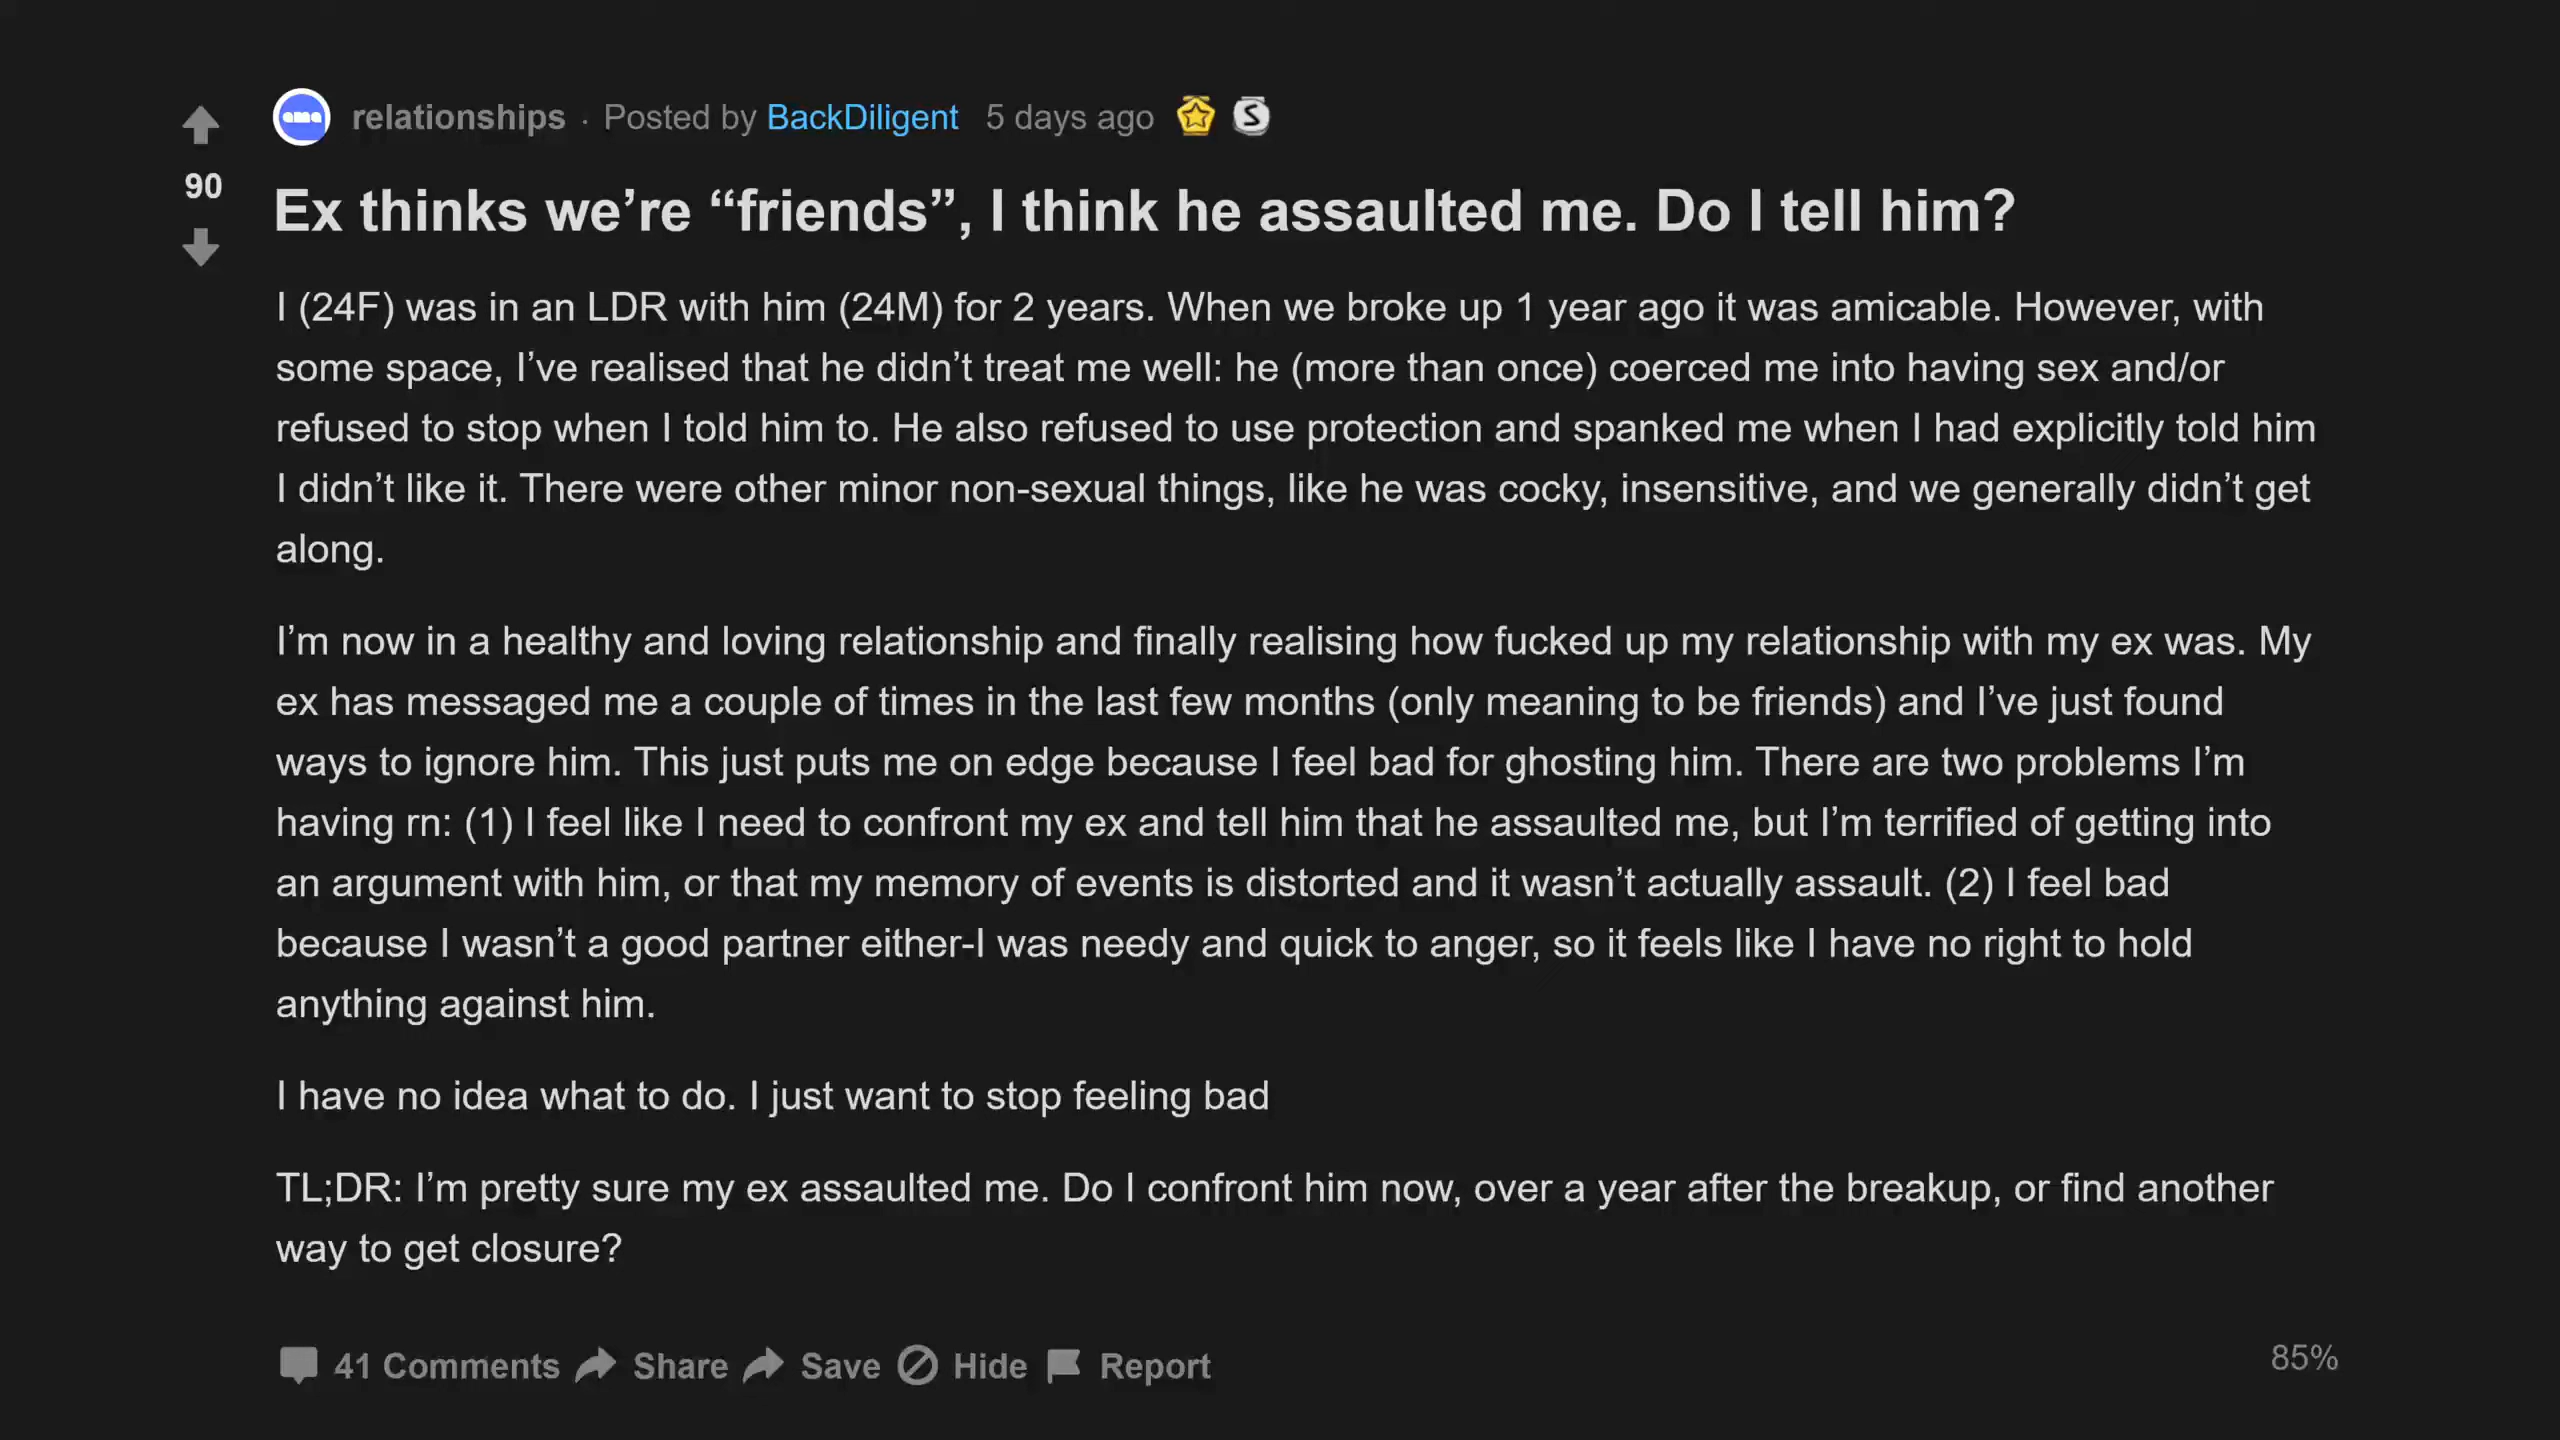 relationships · Posted by BackDiligent 5 days ago
90
Ex thinks we’re “friends”, I think he assaulted me. Do I tell him?
I (24F) was in an LDR with him (24M) for 2 years. When we broke up 1 year ago it was amicable. However, with
some space, I’ve realised that he didn’t treat me well: he (more than once) coerced me into having sex and/or
refused to stop when I told him to. He also refused to use protection and spanked me when I had explicitly told him
I didn’t like it. There were other minor non-sexual things, like he was cocky, insensitive, and we generally didn’t get
along.
I’m now in a healthy and loving relationship and finally realising how fucked up my relationship with my ex was. My
ex has messaged me a couple of times in the last few months (only meaning to be friends) and I’ve just found
ways to ignore him. This just puts me on edge because I feel bad for ghosting him. There are two problems I’m
having rn: (1) I feel like I need to confront my ex and tell him that he assaulted me, but I’m terrified of getting into
an argument with him, or that my memory of events is distorted and it wasn’t actually assault. (2) I feel bad
because I wasn’t a good partner either-I was needy and quick to anger, so it feels like I have no right to hold
anything against him.
I have no idea what to do. I just want to stop feeling bad
TL;DR: I’m pretty sure my ex assaulted me. Do I confront him now, over a year after the breakup, or find another
way to get closure?
41 Comments Share Save Hide Report
85%